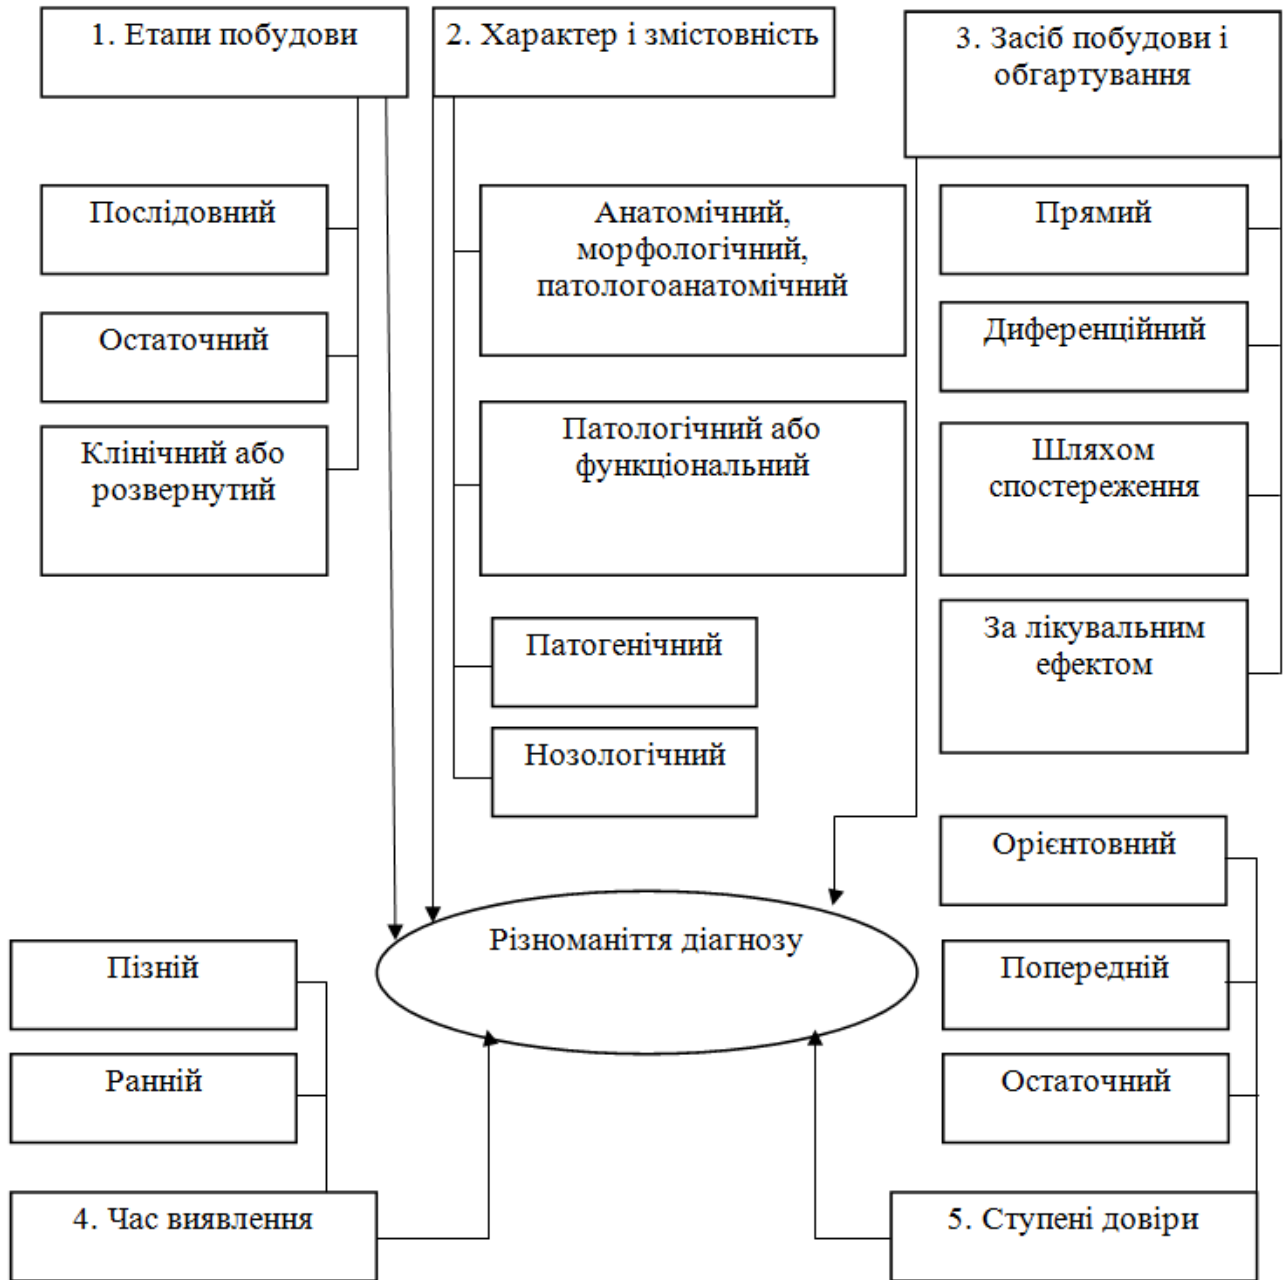 1. Етапи побудови
2. Характер і змістовність
3. Засіб побудови і
обгартування
Послідовний
Остаточний
Клінічний або
розвернутий
Анатомічний,
морфологічний,
патологоанатомічний
Патологічний або
функціональний
Патогенічний
Нозологічний
Прямий
Диференційний
Шляхом
спостереження
За лікувальним
ефектом
Різноманіття діагнозу
Пізній
Ранній
4. Час виявлення
Орієнтовний
Попередній
Остаточний
5. Ступені довіри